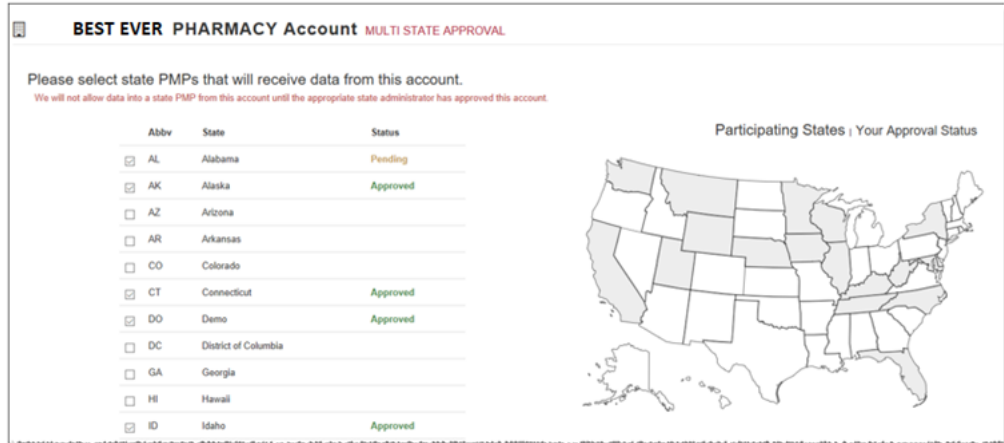 BEST EVER PHARMACY Account MULTI STATE APPROVAL
Please select state PMPs that will receive data from this account.
We will not allow data into a state PMP from this account until the appropriate state administrator has approved this account.
Participating States | Your Approval Status
Abbv State Status
AL Alabama Pending
AK Alaska Approved
AZ Arizona
AR Arkansas
CO Colorado
CT Connecticut Approved
DO Demo Approved
DC District of Columbia
GA Georgia
HI Hawaii
ID Idaho Approved